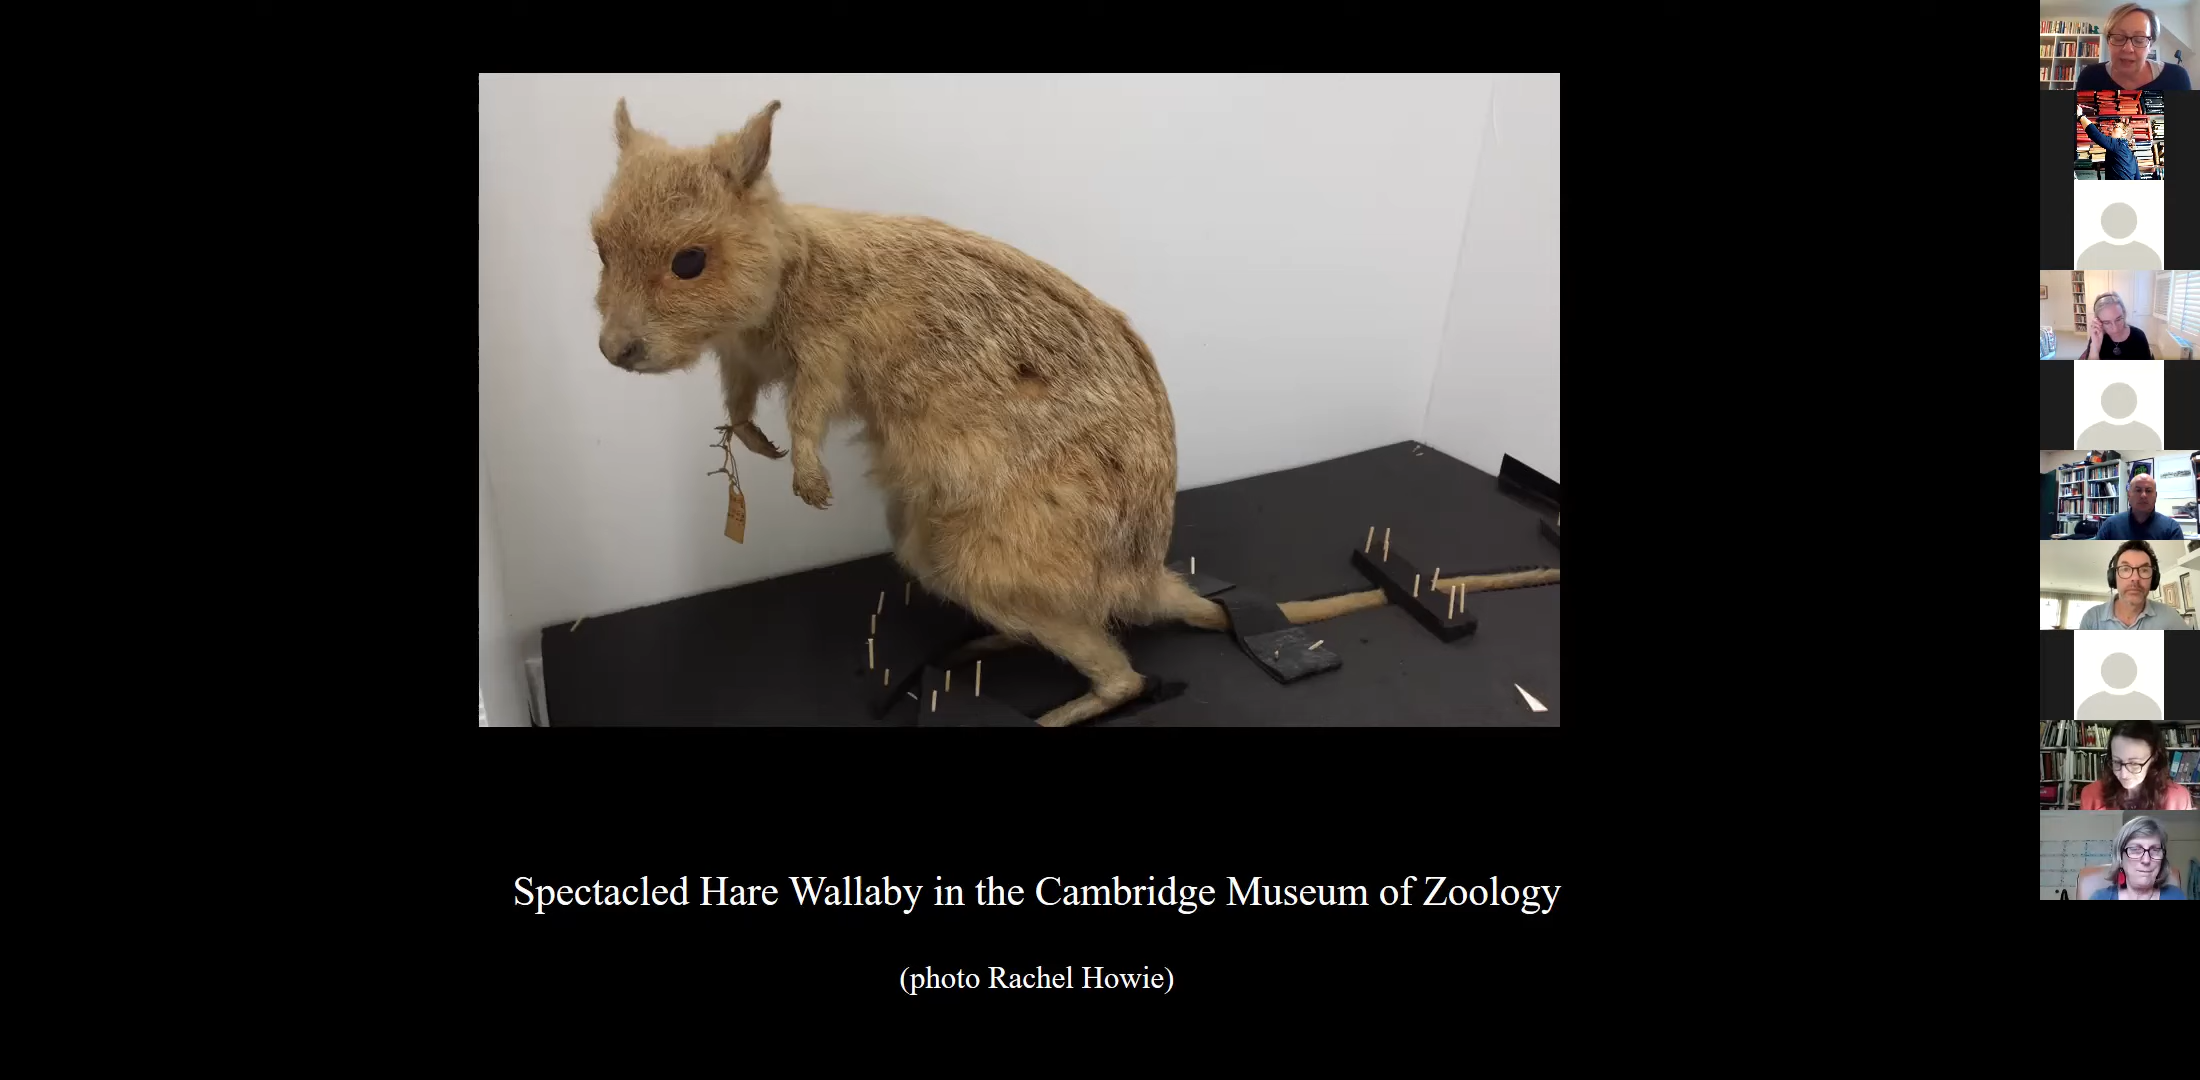 Spectacled Hare Wallaby in the Cambridge Museum of Zoology
(photo Rachel Howie)